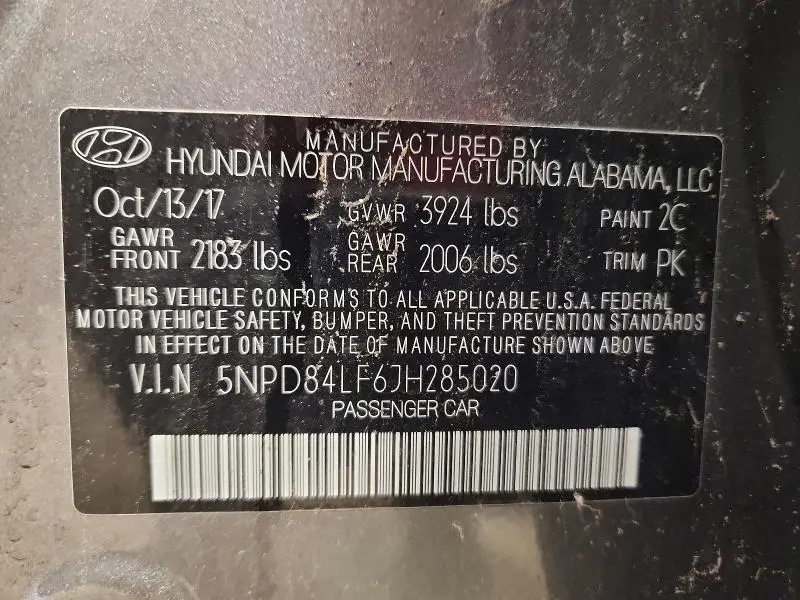 MANUFACTURED BY
HYUNDAI MOTOR MANUFACTURING ALABAMA, LLC
Oct/13/17 GVWR 3924 lbs PAINT 2C
GAWR FRONT 2183 lbs GAWR REAR 2006 lbs TRIM PK
THIS VEHICLE CONFORMS TO ALL APPLICABLE U.S.A. FEDERAL
MOTOR VEHICLE SAFETY, BUMPER, AND THEFT PREVENTION STANDARDS
IN EFFECT ON THE DATE OF MANUFACTURE SHOWN ABOVE
V.I.N 5NPD84LF6JH285020
PASSENGER CAR